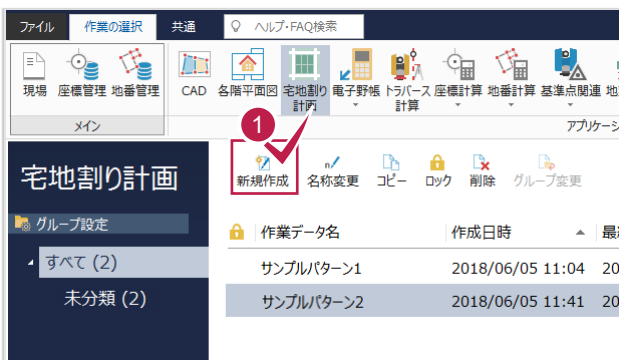 ファイル 作業の選択 共通 ヘルプ・FAQ検索
現場 座標管理 地番管理 CAD 各階平面図 宅地割り計画 電子野帳 トラバース計算 座標計算 地番計算 基準点関連
メイン
1
宅地割り計画
新規作成 名称変更 コピー ロック 削除 グループ変更
グループ設定
すべて (2)
未分類 (2)
作業データ名 作成日時
サンプルパターン1 2018/06/05 11:04 20
サンプルパターン2 2018/06/05 11:41 20